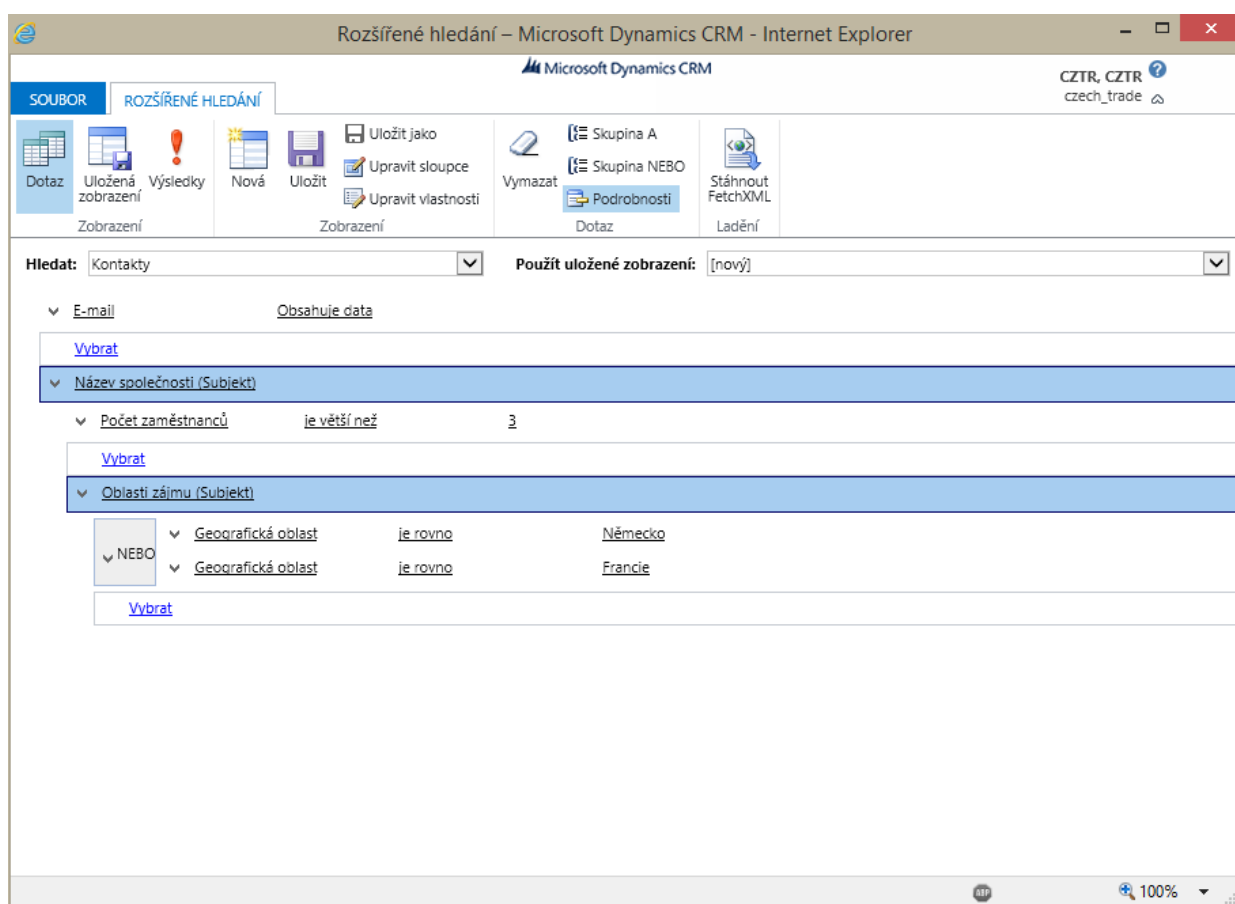 Rozšířené hledání – Microsoft Dynamics CRM - Internet Explorer
Microsoft Dynamics CRM
CZTR, CZTR
czech_trade
SOUBOR ROZŠÍŘENÉ HLEDÁNÍ
Dotaz
Uložená zobrazení
Výsledky
Zobrazení
Nová
Uložit
Uložit jako
Upravit sloupce
Upravit vlastnosti
Zobrazení
Vymazat
Skupina A
Skupina NEBO
Podrobnosti
Dotaz
Stáhnout FetchXML
Ladění
Hledat: Kontakty Použít uložené zobrazení: [nový]
E-mail Obsahuje data
Vybrat
Název společnosti (Subjekt)
Počet zaměstnanců je větší než 3
Vybrat
Oblasti zájmu (Subjekt)
NEBO
Geografická oblast je rovno Německo
Geografická oblast je rovno Francie
Vybrat
ABP
100%